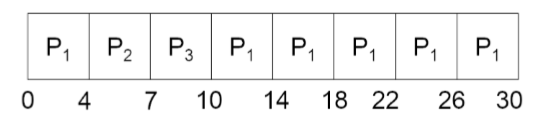 P₁ P₂ P₃ P₁ P₁ P₁ P₁ P₁
0 4 7 10 14 18 22 26 30